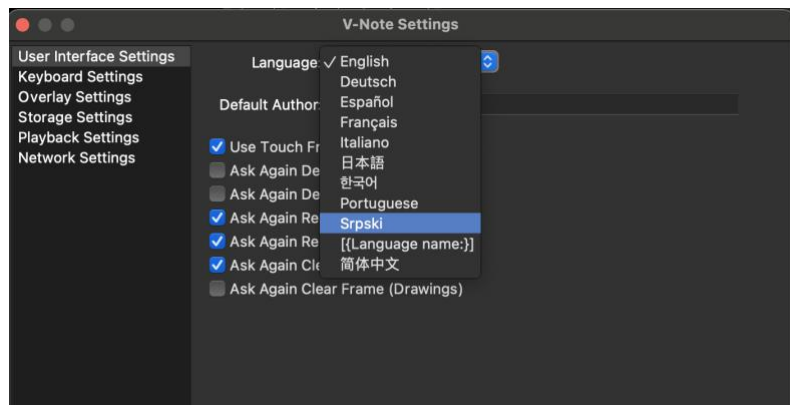 V-Note Settings
User Interface Settings
Keyboard Settings
Overlay Settings
Storage Settings
Playback Settings
Network Settings
Language:
✓ English
Deutsch
Español
Français
Italiano
日本語
한국어
Portuguese
Srpski
[{Language name:}]
简体中文
Default Author:
Use Touch Fr
Ask Again De
Ask Again De
Ask Again Re
Ask Again Re
Ask Again Cle
Ask Again Clear Frame (Drawings)